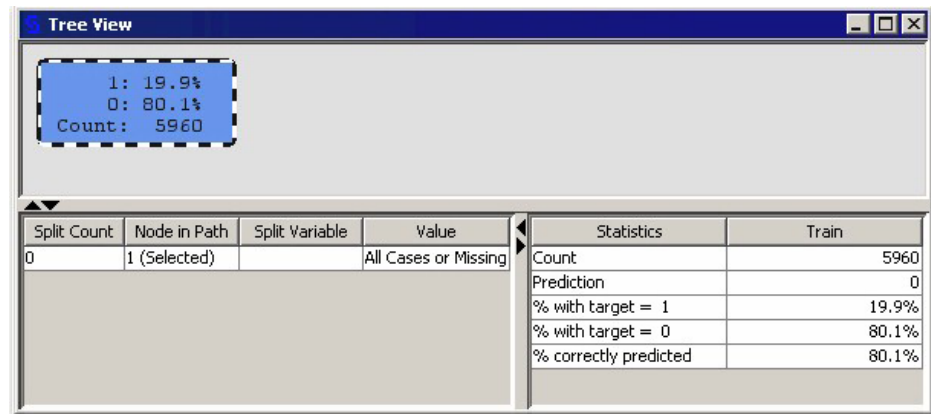 Tree View
1: 19.9%
0: 80.1%
Count: 5960
Split Count Node in Path Split Variable Value
0 1 (Selected) All Cases or Missing
Statistics Train
Count 5960
Prediction 0
% with target = 1 19.9%
% with target = 0 80.1%
% correctly predicted 80.1%